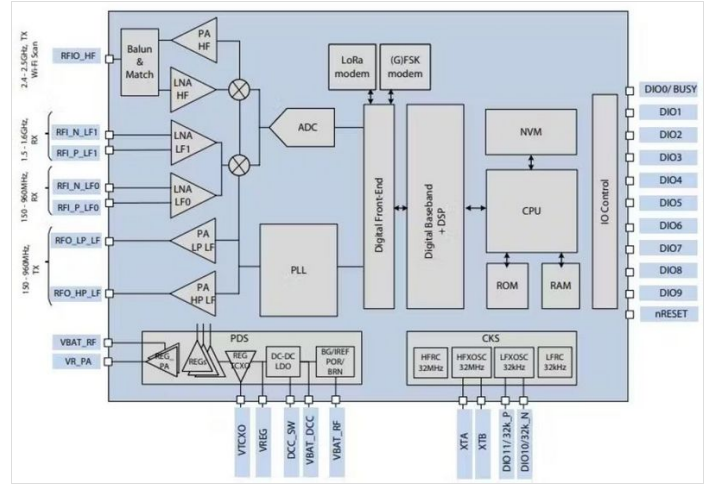 2.4 - 2.5GHz, TX
Wi-Fi Scan
RFIO_HF
Balun
&
Match
PA
HF
LNA
HF
1.5 - 1.6GHz,
RX
RFI_N_LF1
RFI_P_LF1
LNA
LF1
150 - 960MHz,
RX
RFI_N_LF0
RFI_P_LF0
LNA
LF0
150 - 960MHz,
TX
RFO_LP_LF
RFO_HP_LF
PA
LP LF
PA
HP LF
ADC
PLL
LoRa
modem
(G)FSK
modem
Digital Front-End
Digital Baseband
+ DSP
NVM
CPU
ROM
RAM
IO Control
DIO0/ BUSY
DIO1
DIO2
DIO3
DIO4
DIO5
DIO6
DIO7
DIO8
DIO9
nRESET
VBAT_RF
VR_PA
PDS
REG_
PA
REGs
REG
TCXO
DC-DC
LDO
BG/IREF
POR/
BRN
CKS
HFRC
32MHz
HFXOSC
32MHz
LFXOSC
32kHz
LFRC
32kHz
VTCXO
VREG
DCC_SW
VBAT_DCC
VBAT_RF
XTA
XTB
DIO11/ 32k_P
DIO10/32k_N